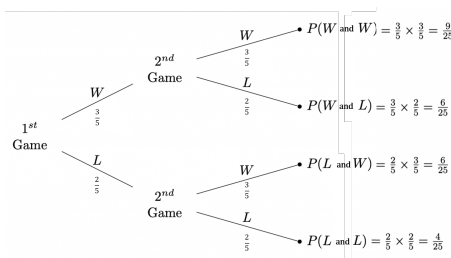 W
3/5
P(W and W) = 3/5 × 3/5 = 9/25
2nd
Game
L
2/5
P(W and L) = 3/5 × 2/5 = 6/25
W
3/5
1st
Game
L
2/5
W
3/5
P(L and W) = 2/5 × 3/5 = 6/25
2nd
Game
L
2/5
P(L and L) = 2/5 × 2/5 = 4/25